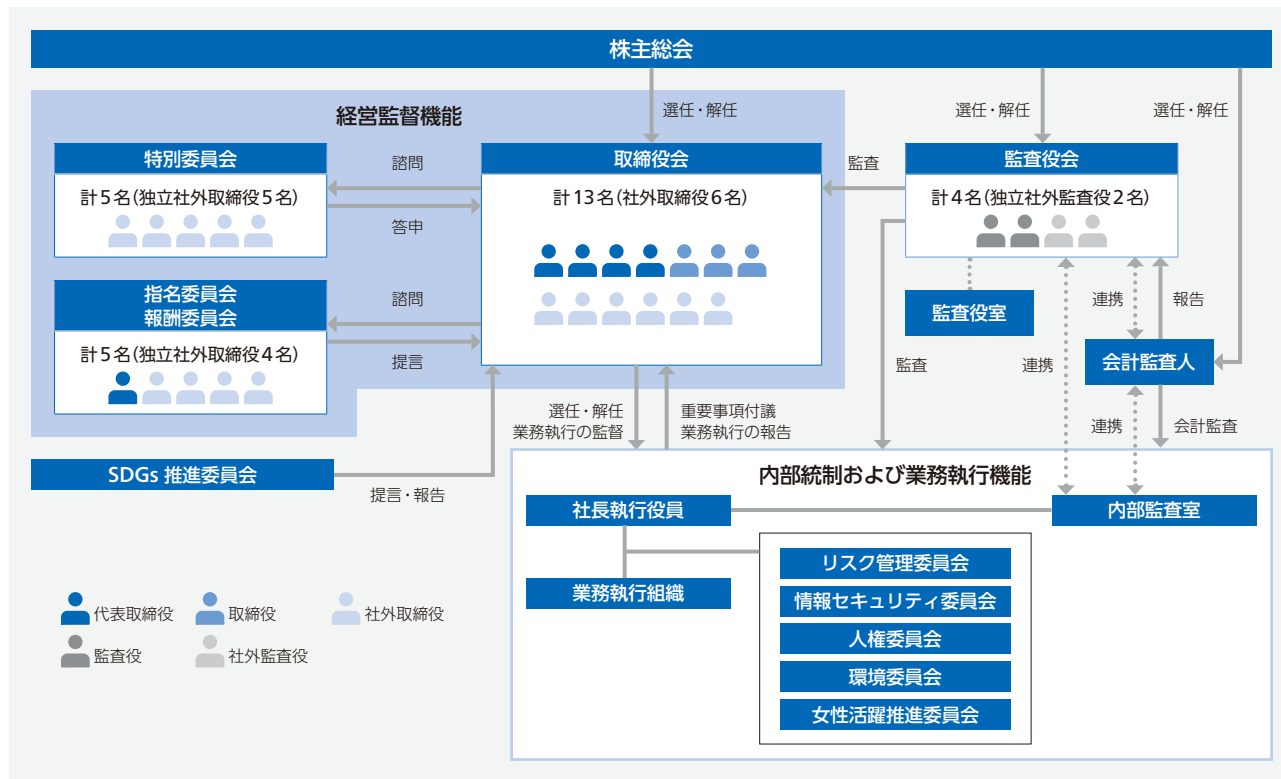 株主総会
経営監督機能
選任・解任
選任・解任
選任・解任
特別委員会
計5名(独立社外取締役5名)
諮問
答申
取締役会
計13名(社外取締役6名)
監査
監査役会
計4名(独立社外監査役2名)
指名委員会
報酬委員会
計5名(独立社外取締役4名)
諮問
提言
監査役室
連携
報告
会計監査人
監査
連携
連携
会計監査
選任・解任
業務執行の監督
重要事項付議
業務執行の報告
SDGs 推進委員会
提言・報告
内部統制および業務執行機能
社長執行役員
内部監査室
業務執行組織
リスク管理委員会
情報セキュリティ委員会
人権委員会
環境委員会
女性活躍推進委員会
代表取締役
取締役
社外取締役
監査役
社外監査役